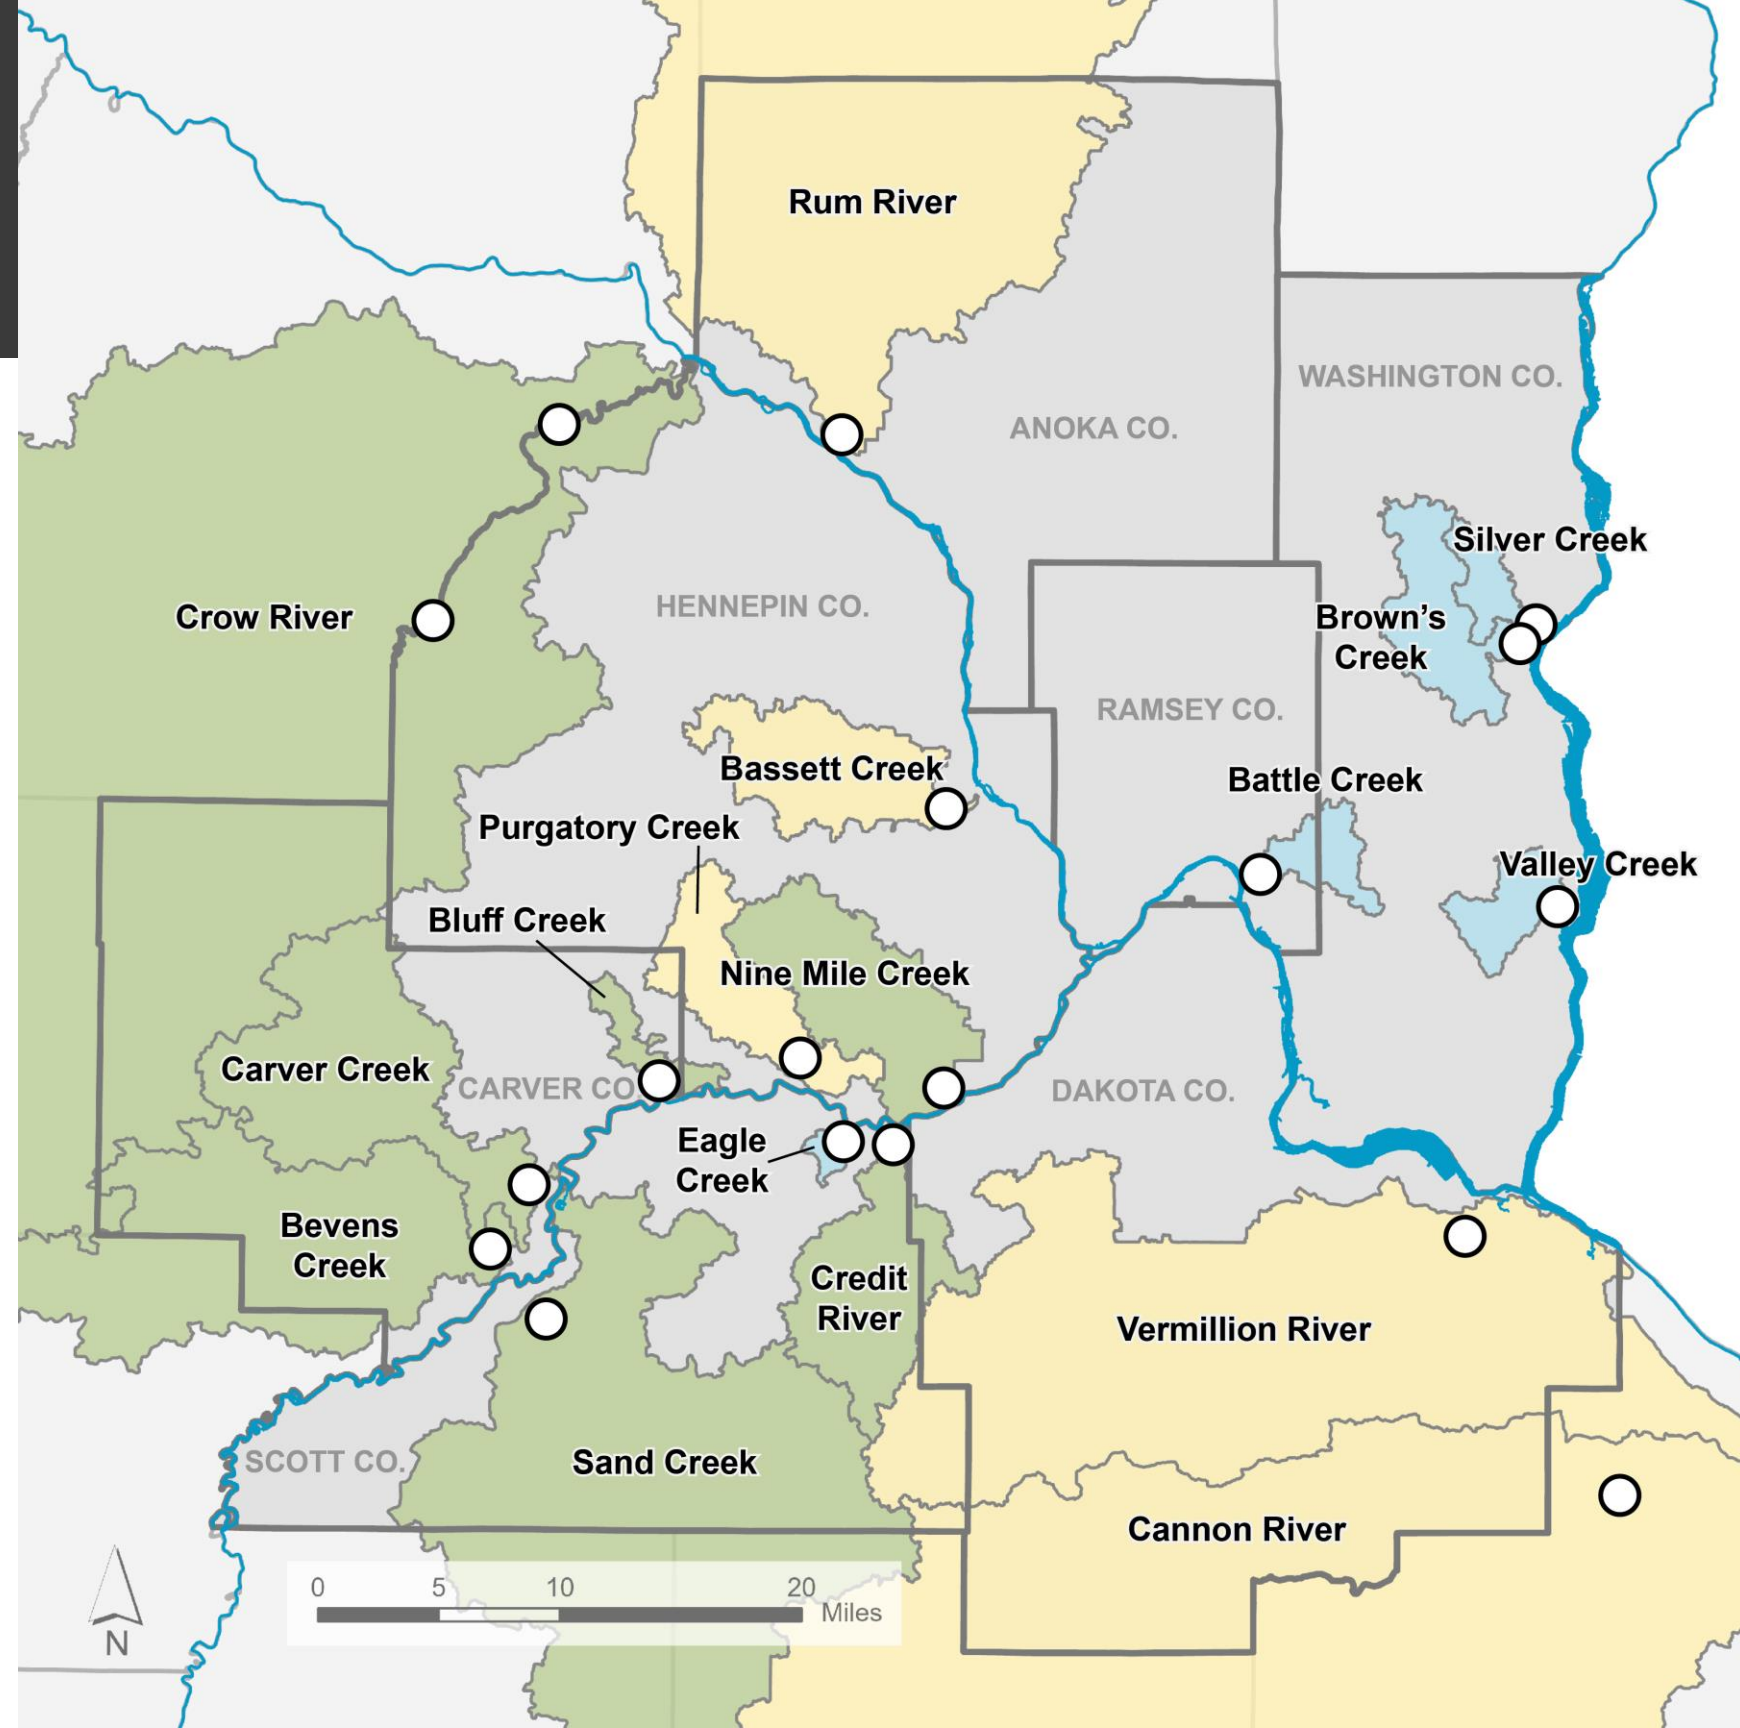 Rum River
WASHINGTON CO.
ANOKA CO.
Silver Creek
HENNEPIN CO.
Crow River
Brown’s
Creek
RAMSEY CO.
Bassett Creek
Battle Creek
Purgatory Creek
Valley Creek
Bluff Creek
Nine Mile Creek
Carver Creek
CARVER CO.
DAKOTA CO.
Eagle
Creek
Bevens
Creek
Credit
River
Vermillion River
SCOTT CO.
Sand Creek
Cannon River
0 5 10 20
Miles
N